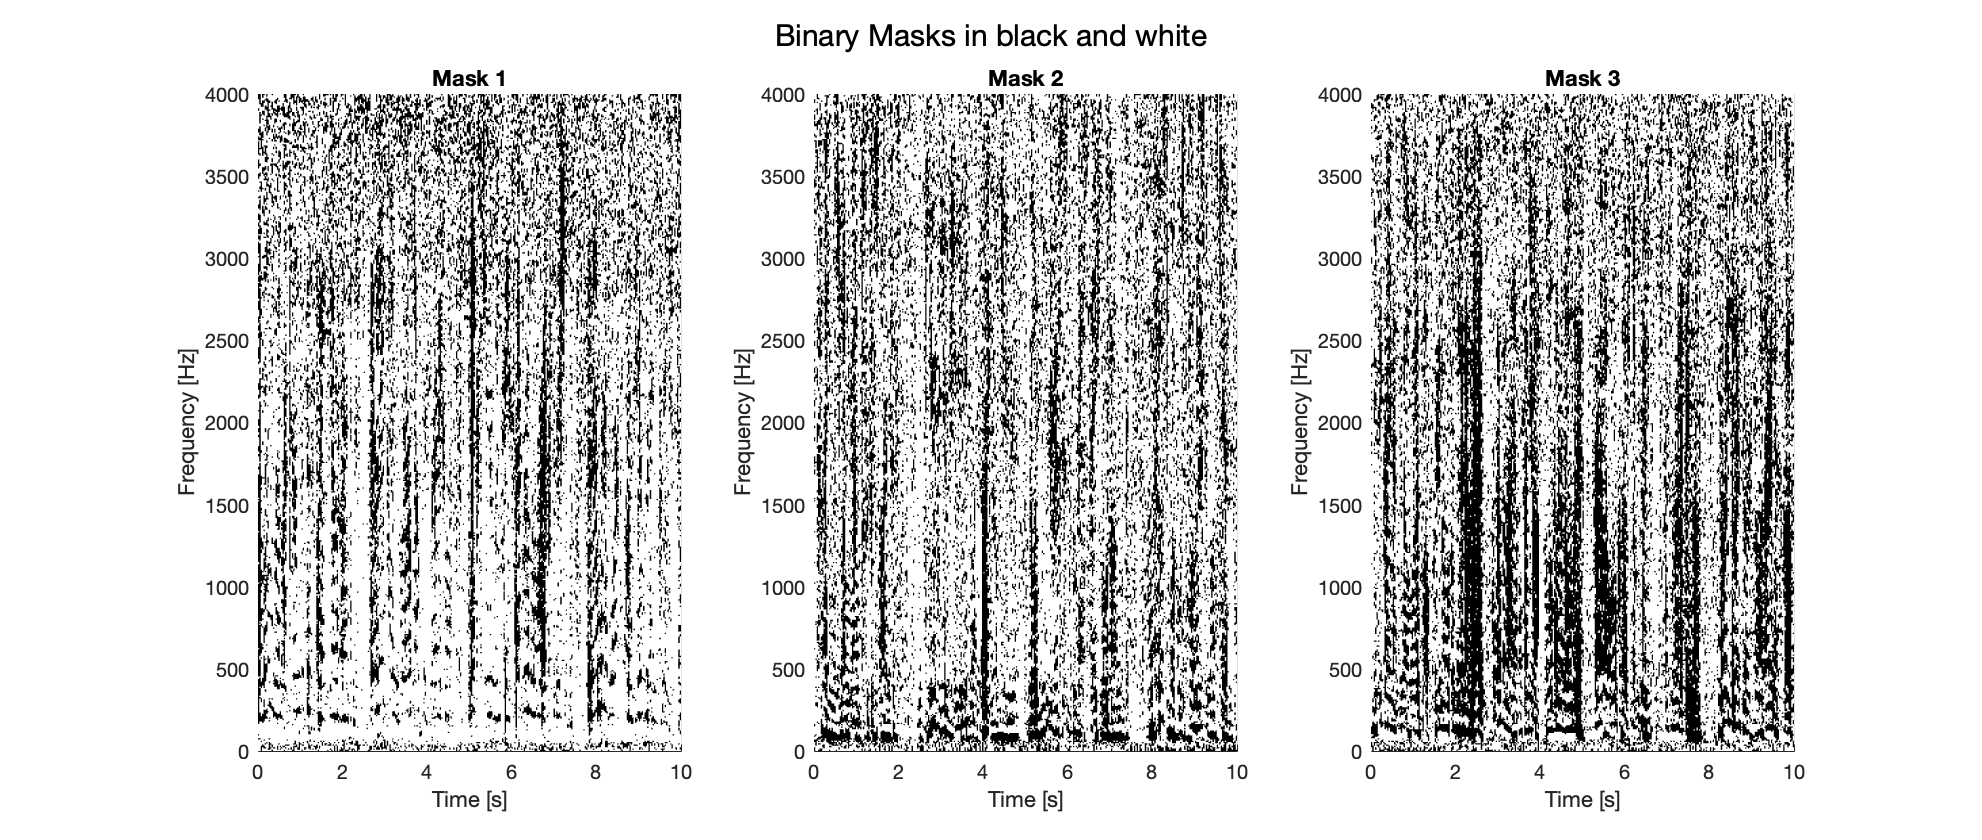 Binary Masks in black and white
Mask 1
4000
3500
3000
2500
2000
1500
1000
500
0
Frequency [Hz]
0 2 4 6 8 10
Time [s]
Mask 2
4000
3500
3000
2500
2000
1500
1000
500
0
Frequency [Hz]
0 2 4 6 8 10
Time [s]
Mask 3
4000
3500
3000
2500
2000
1500
1000
500
0
Frequency [Hz]
0 2 4 6 8 10
Time [s]